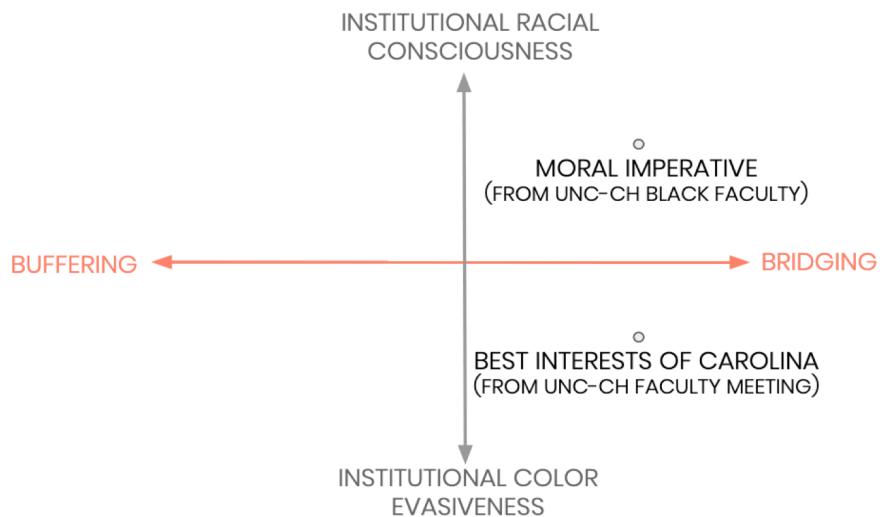 INSTITUTIONAL RACIAL
CONSCIOUSNESS
MORAL IMPERATIVE
(FROM UNC-CH BLACK FACULTY)
BUFFERING
BRIDGING
BEST INTERESTS OF CAROLINA
(FROM UNC-CH FACULTY MEETING)
INSTITUTIONAL COLOR
EVASIVENESS